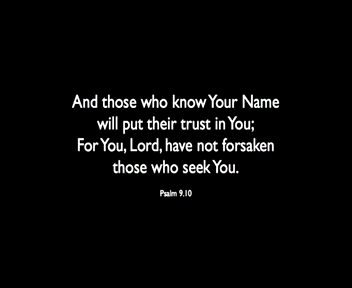 And those who know Your Name
will put their trust in You;
For You, Lord, have not forsaken
those who seek You.
Psalm 9.10